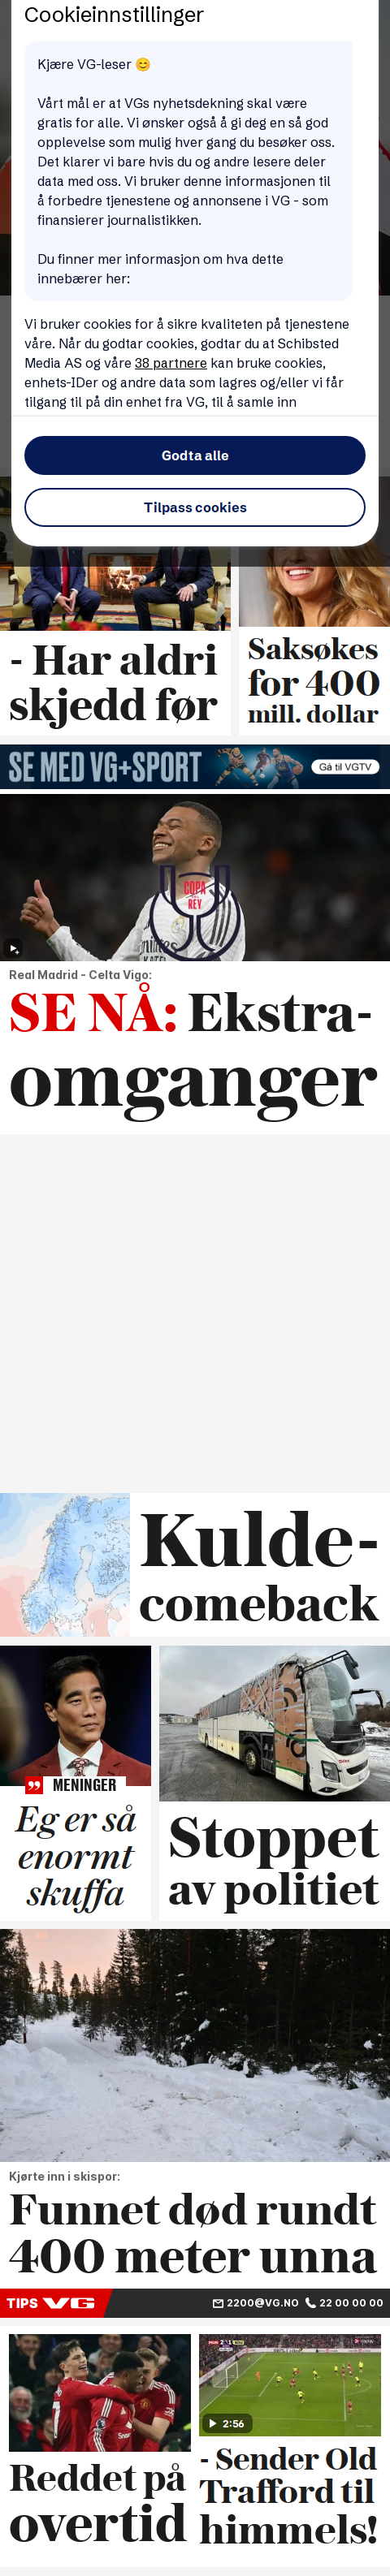 Cookieinnstillinger
Kjære VG-leser 😊
Vårt mål er at VGs nyhetsdekning skal være
gratis for alle. Vi ønsker også å gi deg en så god
opplevelse som mulig hver gang du besøker oss.
Det klarer vi bare hvis du og andre lesere deler
data med oss. Vi bruker denne informasjonen til
å forbedre tjenestene og annonsene i VG - som
finansierer journalistikken.
Du finner mer informasjon om hva dette
innebærer her:
Vi bruker cookies for å sikre kvaliteten på tjenestene
våre. Når du godtar cookies, godtar du at Schibsted
Media AS og våre 38 partnere kan bruke cookies,
enhets-IDer og andre data som lagres og/eller vi får
tilgang til på din enhet fra VG, til å samle inn
Godta alle
Tilpass cookies
- Har aldri
skjedd før
Saksøkes
for 400
mill. dollar
SE MED VG+SPORT
Gå til VGTV
COPA
REY
Real Madrid - Celta Vigo:
SE NÅ: Ekstra-
omganger
Kulde-
comeback
MENINGER
Eg er så
enormt
skuffa
Stoppet
av politiet
Kjørte inn i skispor:
Funnet død rundt
400 meter unna
TIPS VG
2200@VG.NO 22 00 00 00
2:56
Reddet på
overtid
- Sender Old
Trafford til
himmels!